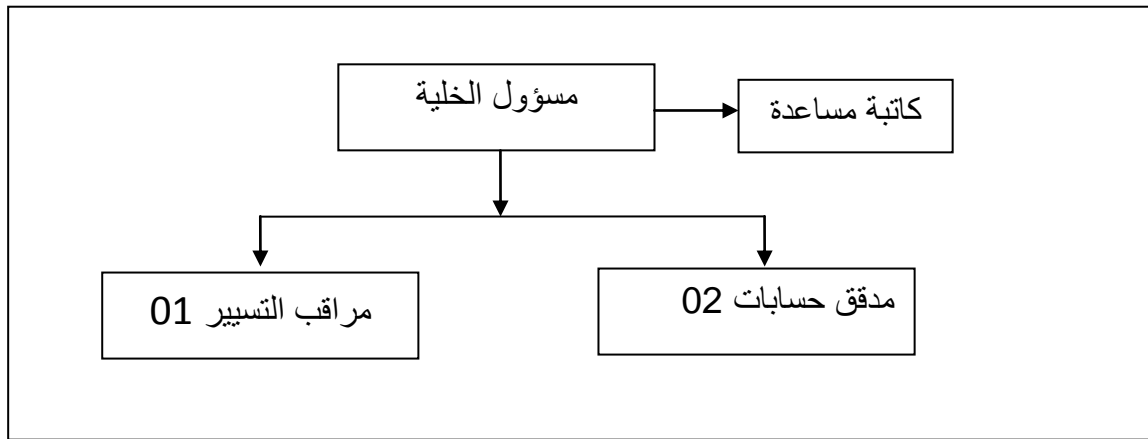 مسؤول الخلية
كاتبة مساعدة
مدقق حسابات 02
مراقب التسيير 01